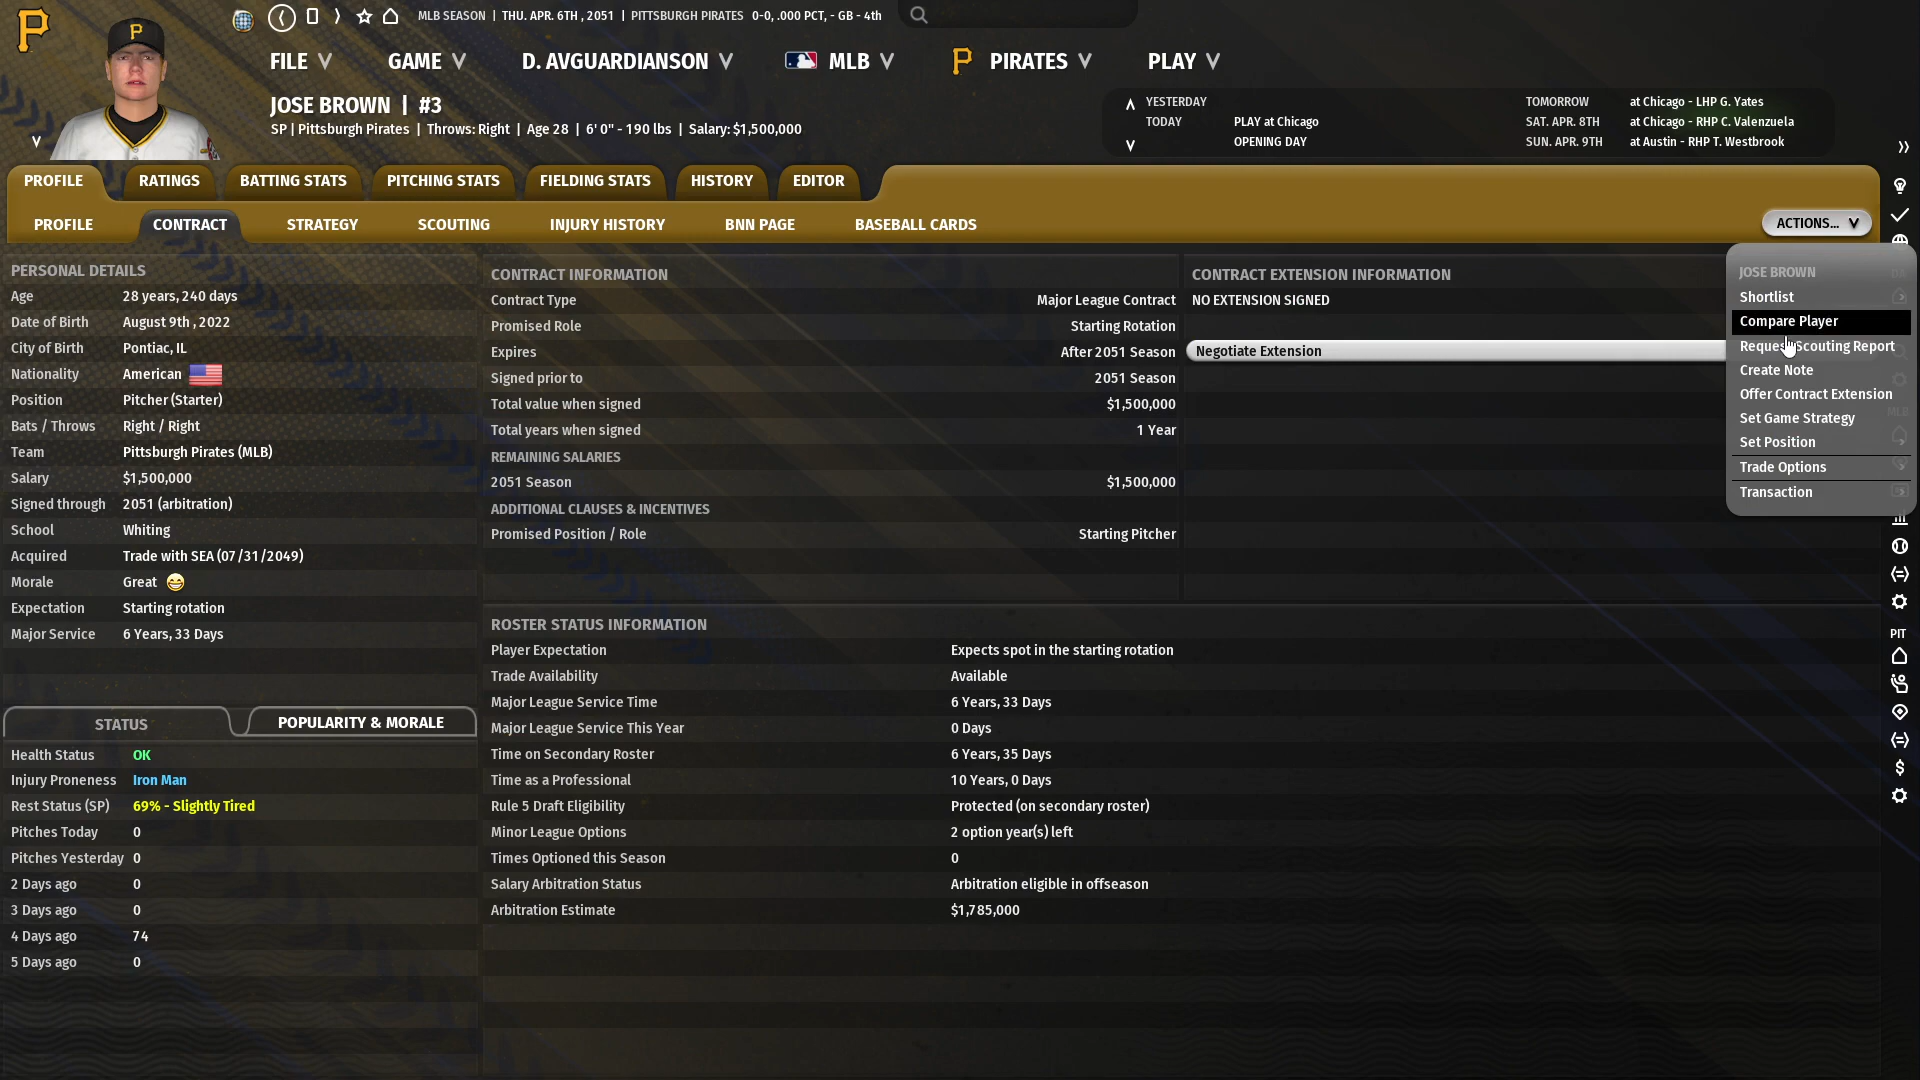 MLB SEASON | THU. APR. 6TH , 2051 | PITTSBURGH PIRATES 0-0, .000 PCT, - GB - 4th
FILE GAME D. AVGUARDIANSON MLB PIRATES PLAY
JOSE BROWN | #3
SP | Pittsburgh Pirates | Throws: Right | Age 28 | 6' 0" - 190 lbs | Salary: $1,500,000
YESTERDAY
TODAY PLAY at Chicago
OPENING DAY
TOMORROW at Chicago - LHP G. Yates
SAT. APR. 8TH at Chicago - RHP C. Valenzuela
SUN. APR. 9TH at Austin - RHP T. Westbrook
PROFILE RATINGS BATTING STATS PITCHING STATS FIELDING STATS HISTORY EDITOR
PROFILE CONTRACT STRATEGY SCOUTING INJURY HISTORY BNN PAGE BASEBALL CARDS
ACTIONS...
JOSE BROWN
Shortlist
Compare Player
Request Scouting Report
Create Note
Offer Contract Extension
Set Game Strategy
Set Position
Trade Options
Transaction
PIT
PERSONAL DETAILS
Age 28 years, 240 days
Date of Birth August 9th , 2022
City of Birth Pontiac, IL
Nationality American
Position Pitcher (Starter)
Bats / Throws Right / Right
Team Pittsburgh Pirates (MLB)
Salary $1,500,000
Signed through 2051 (arbitration)
School Whiting
Acquired Trade with SEA (07/31/2049)
Morale Great
Expectation Starting rotation
Major Service 6 Years, 33 Days
STATUS POPULARITY & MORALE
Health Status OK
Injury Proneness Iron Man
Rest Status (SP) 69% - Slightly Tired
Pitches Today 0
Pitches Yesterday 0
2 Days ago 0
3 Days ago 0
4 Days ago 74
5 Days ago 0
CONTRACT INFORMATION
Contract Type Major League Contract
Promised Role Starting Rotation
Expires After 2051 Season
Signed prior to 2051 Season
Total value when signed $1,500,000
Total years when signed 1 Year
REMAINING SALARIES
2051 Season $1,500,000
ADDITIONAL CLAUSES & INCENTIVES
Promised Position / Role Starting Pitcher
CONTRACT EXTENSION INFORMATION
NO EXTENSION SIGNED
Negotiate Extension
ROSTER STATUS INFORMATION
Player Expectation Expects spot in the starting rotation
Trade Availability Available
Major League Service Time 6 Years, 33 Days
Major League Service This Year 0 Days
Time on Secondary Roster 6 Years, 35 Days
Time as a Professional 10 Years, 0 Days
Rule 5 Draft Eligibility Protected (on secondary roster)
Minor League Options 2 option year(s) left
Times Optioned this Season 0
Salary Arbitration Status Arbitration eligible in offseason
Arbitration Estimate $1,785,000